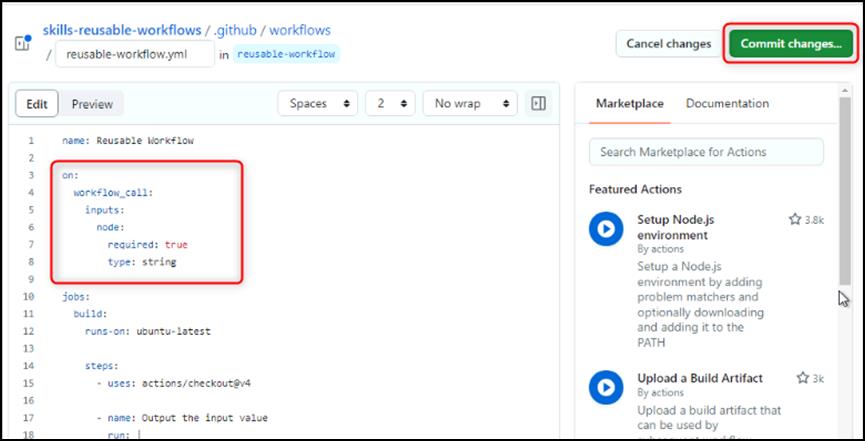 skills-reusable-workflows / .github / workflows
/ reusable-workflow.yml in reusable-workflow
Cancel changes
Commit changes...
Edit
Preview
Spaces
2
No wrap
1 name: Reusable Workflow
2
3 on:
4 workflow_call:
5 inputs:
6 node:
7 required: true
8 type: string
9
10 jobs:
11 build:
12 runs-on: ubuntu-latest
13
14 steps:
15 - uses: actions/checkout@v4
16
17 - name: Output the input value
18 run: |
Marketplace
Documentation
Search Marketplace for Actions
Featured Actions
Setup Node.js
environment
3.8k
By actions
Setup a Node.js
environment by adding
problem matchers and
optionally downloading
and adding it to the
PATH
Upload a Build Artifact
3k
By actions
Upload a build artifact that
can be used by
subsequent workflow